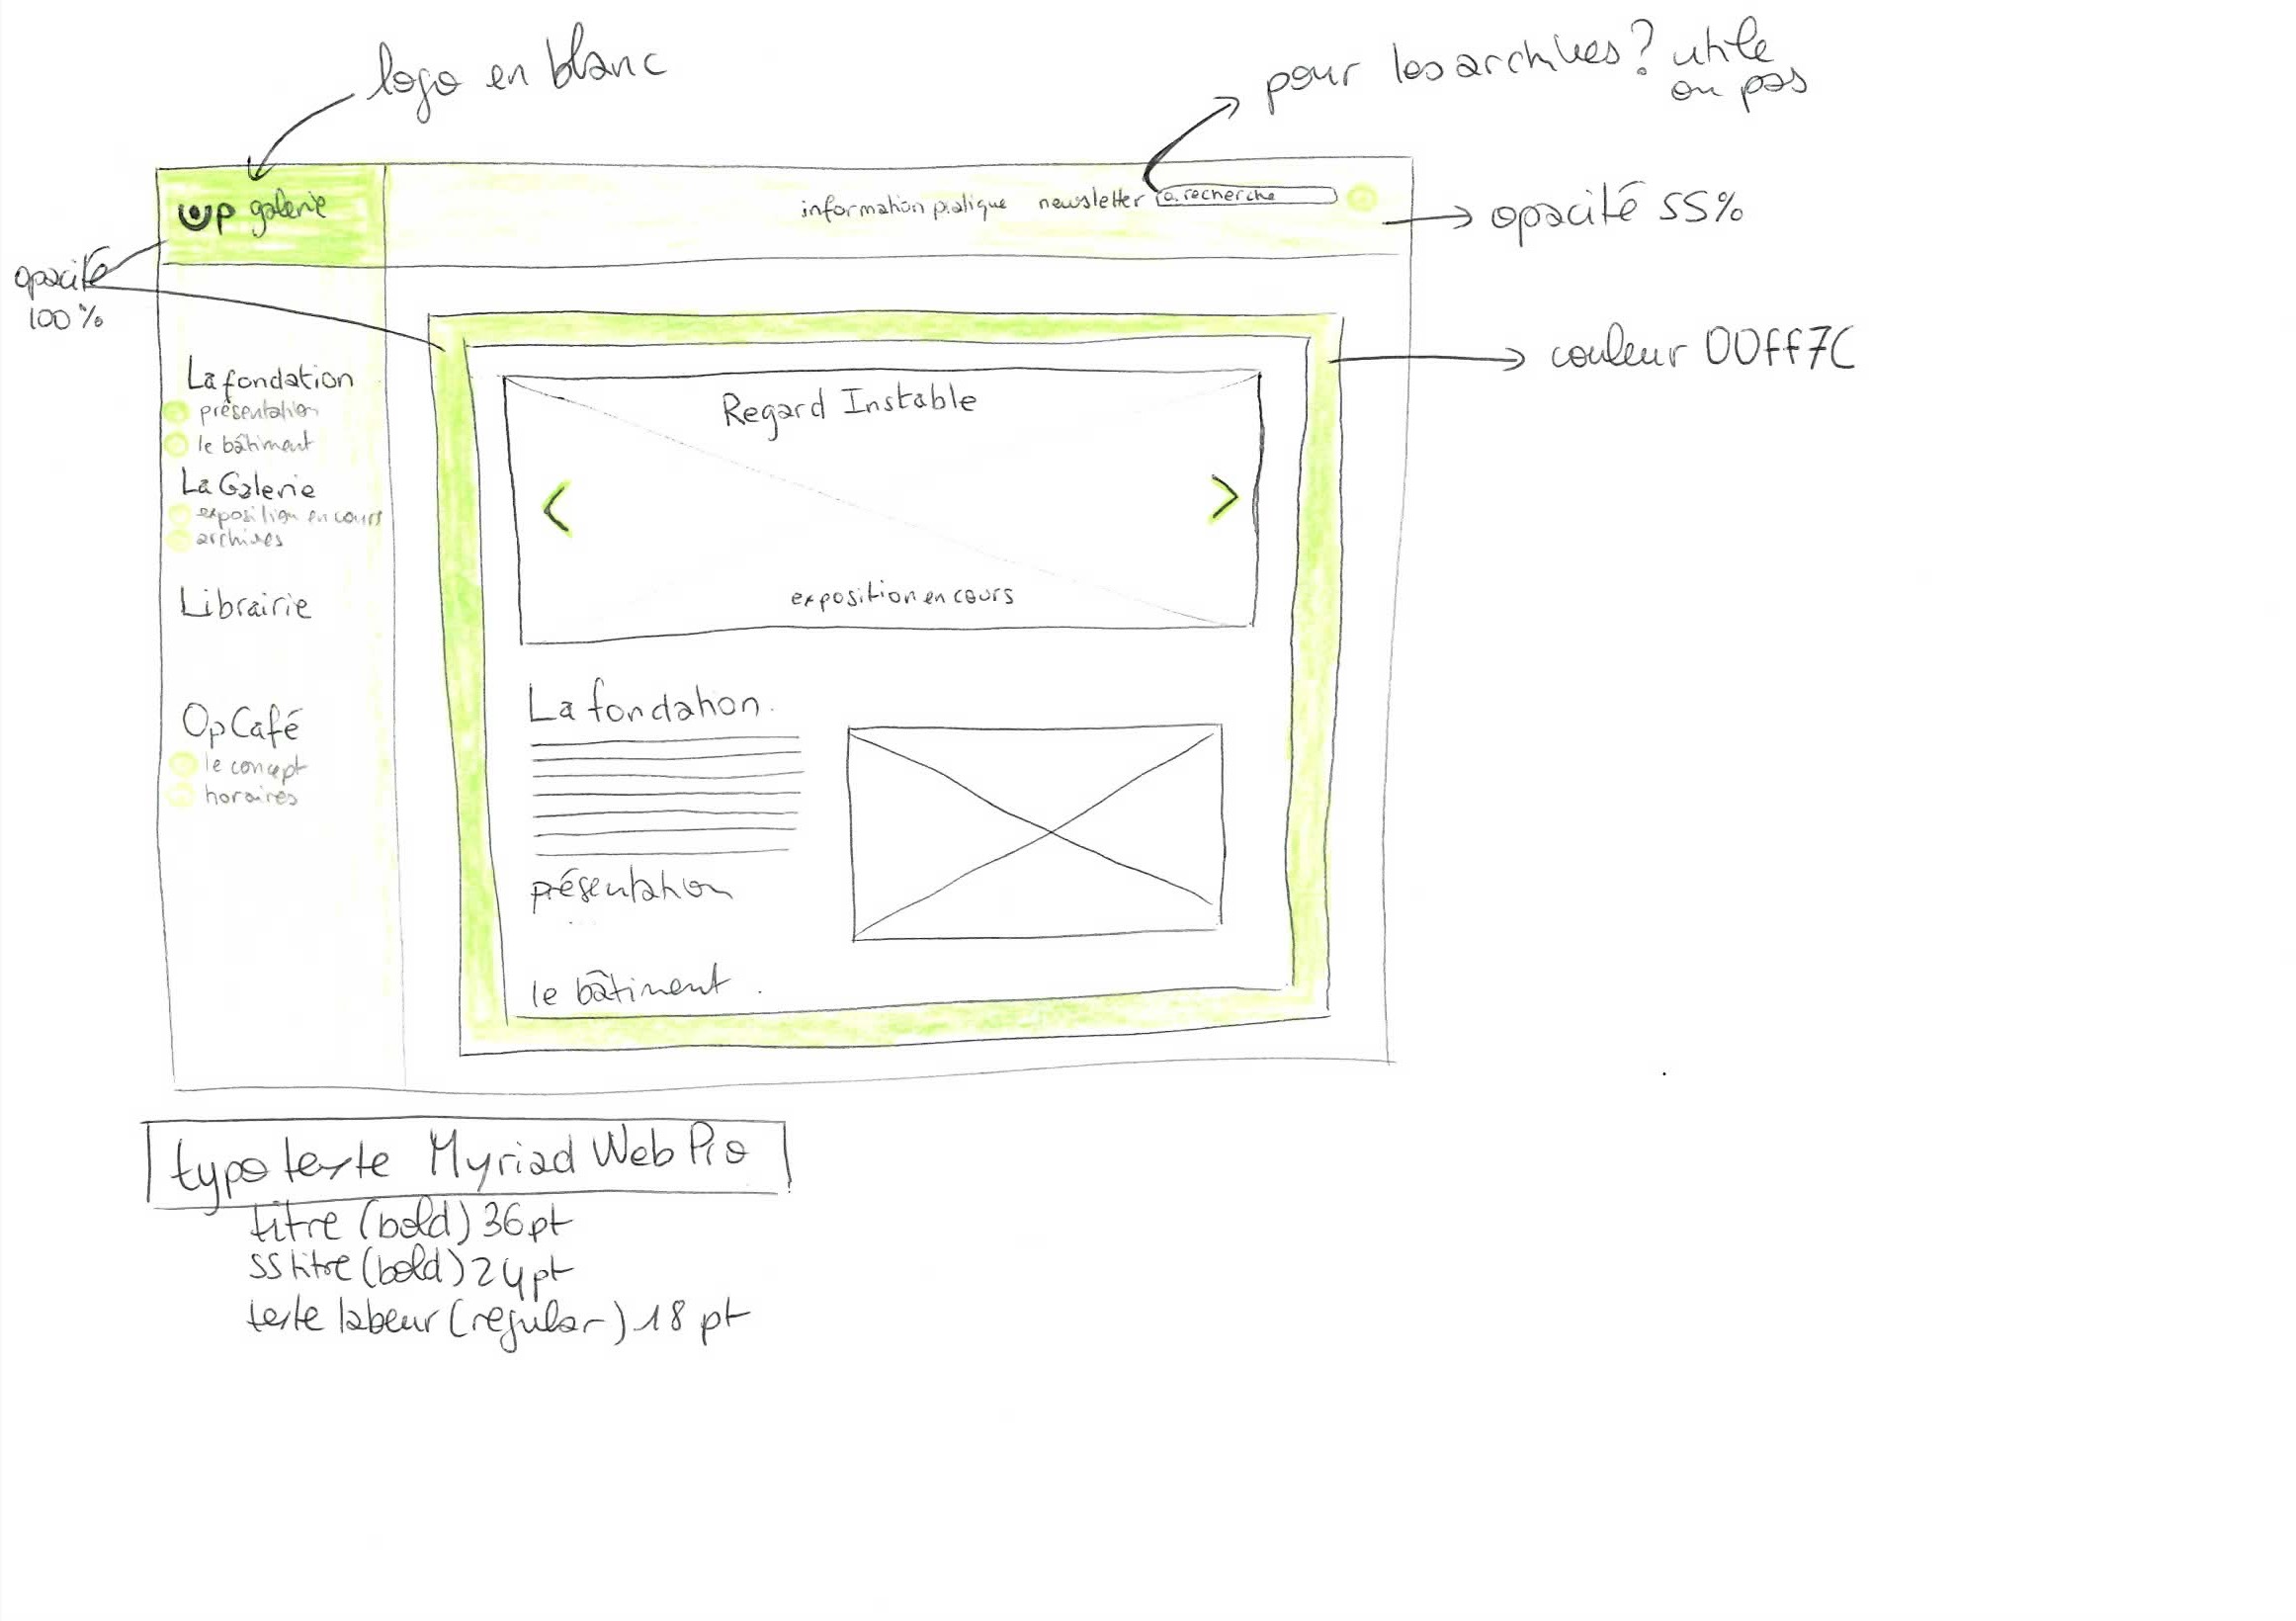 logo en blanc
pour les archives? utile
ou pas
up galerie
information pratique newsletter recherche
opacité 55%
opacité
100%
couleur 00ff7C
La fondation
présentation
le bâtiment
La Galerie
exposition en cours
archives
Librairie
Op Café
le concept
horaires
Regard Instable
< >
exposition en cours
La fondation.
présentation
le bâtiment.
typo texte Myriad Web Pro
titre (bold) 36pt
ss titre (bold) 24pt
texte labeur (regular) 18 pt